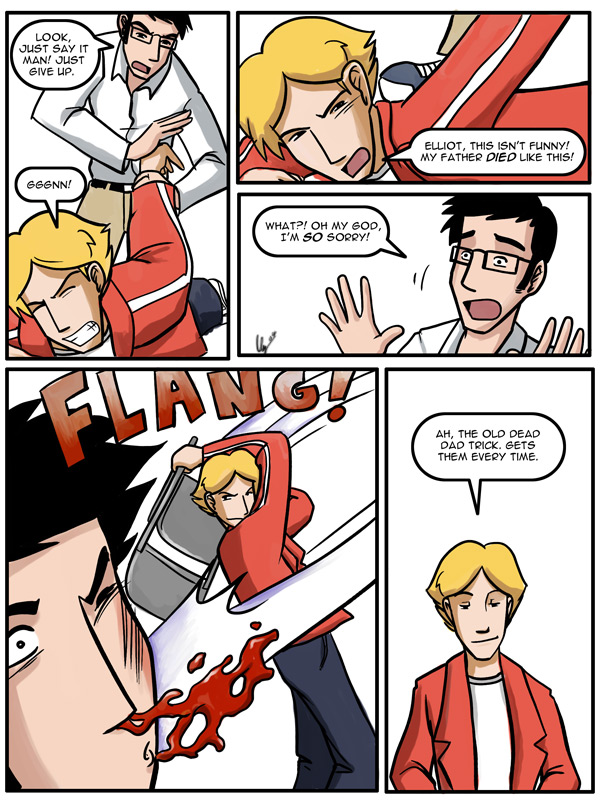 LOOK,
JUST SAY IT
MAN! JUST
GIVE UP.
GGGNN!
ELLIOT, THIS ISN'T FUNNY!
MY FATHER DIED LIKE THIS!
WHAT?! OH MY GOD,
I'M SO SORRY!
FLANG!
AH, THE OLD DEAD
DAD TRICK. GETS
THEM EVERY TIME.